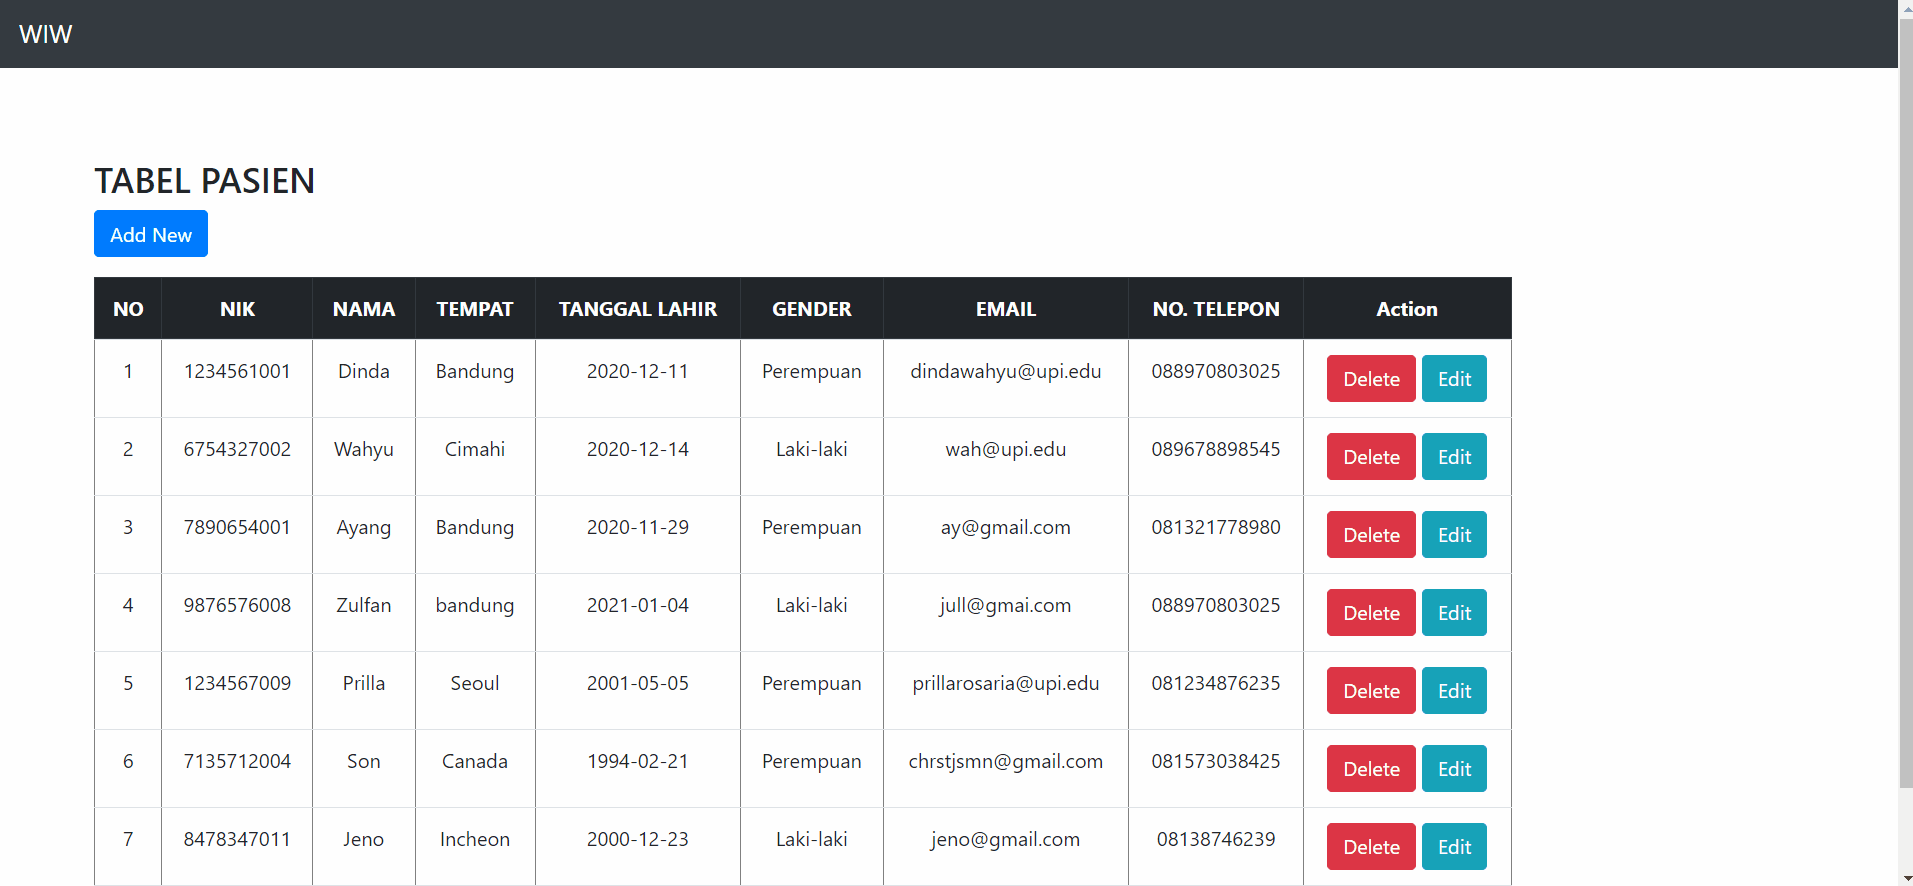 WIW
TABEL PASIEN
Add New
NO NIK NAMA TEMPAT TANGGAL LAHIR GENDER EMAIL NO. TELEPON Action
1 1234561001 Dinda Bandung 2020-12-11 Perempuan dindawahyu@upi.edu 088970803025 Delete Edit
2 6754327002 Wahyu Cimahi 2020-12-14 Laki-laki wah@upi.edu 089678898545 Delete Edit
3 7890654001 Ayang Bandung 2020-11-29 Perempuan ay@gmail.com 081321778980 Delete Edit
4 9876576008 Zulfan bandung 2021-01-04 Laki-laki jull@gmai.com 088970803025 Delete Edit
5 1234567009 Prilla Seoul 2001-05-05 Perempuan prillarosaria@upi.edu 081234876235 Delete Edit
6 7135712004 Son Canada 1994-02-21 Perempuan chrstjsmn@gmail.com 081573038425 Delete Edit
7 8478347011 Jeno Incheon 2000-12-23 Laki-laki jeno@gmail.com 08138746239 Delete Edit